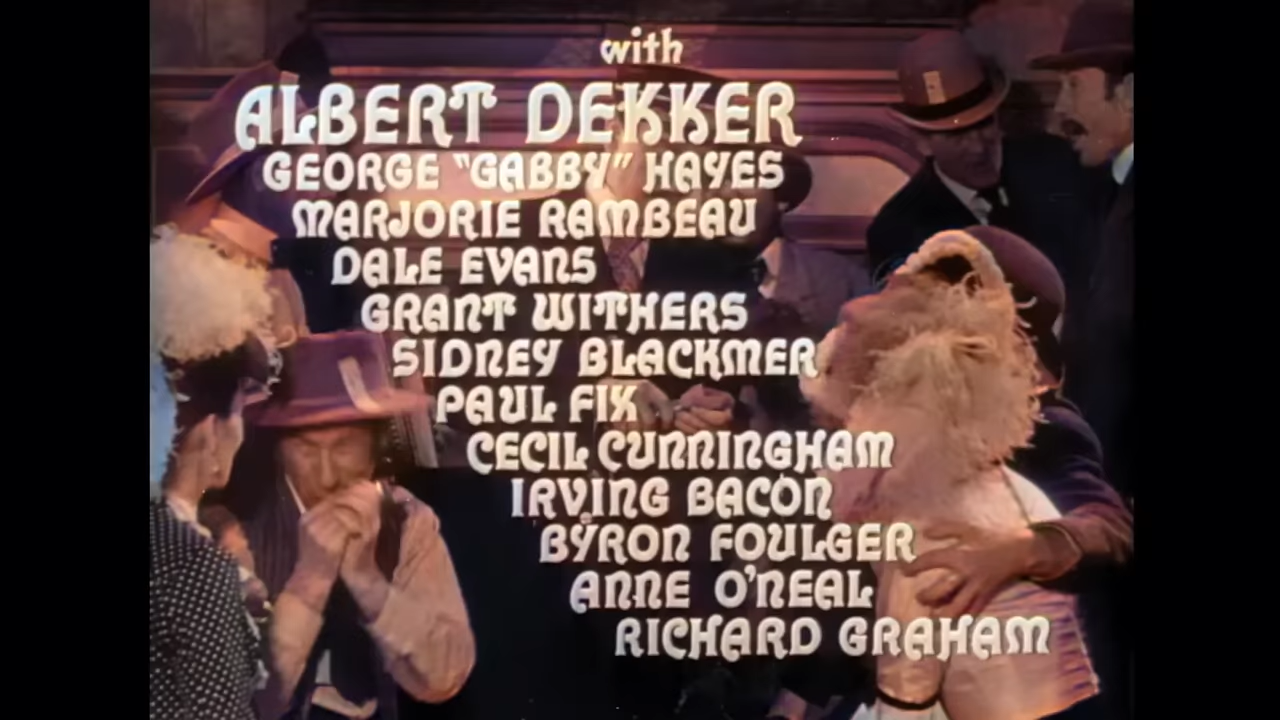 with
ALBERT DEKKER
GEORGE "GABBY" HAYES
MARJORIE RAMBEAU
DALE EVANS
GRANT WITHERS
SIDNEY BLACKMER
PAUL FIX
CECIL CUNNINGHAM
IRVING BACON
BYRON FOULGER
ANNE O'NEAL
RICHARD GRAHAM